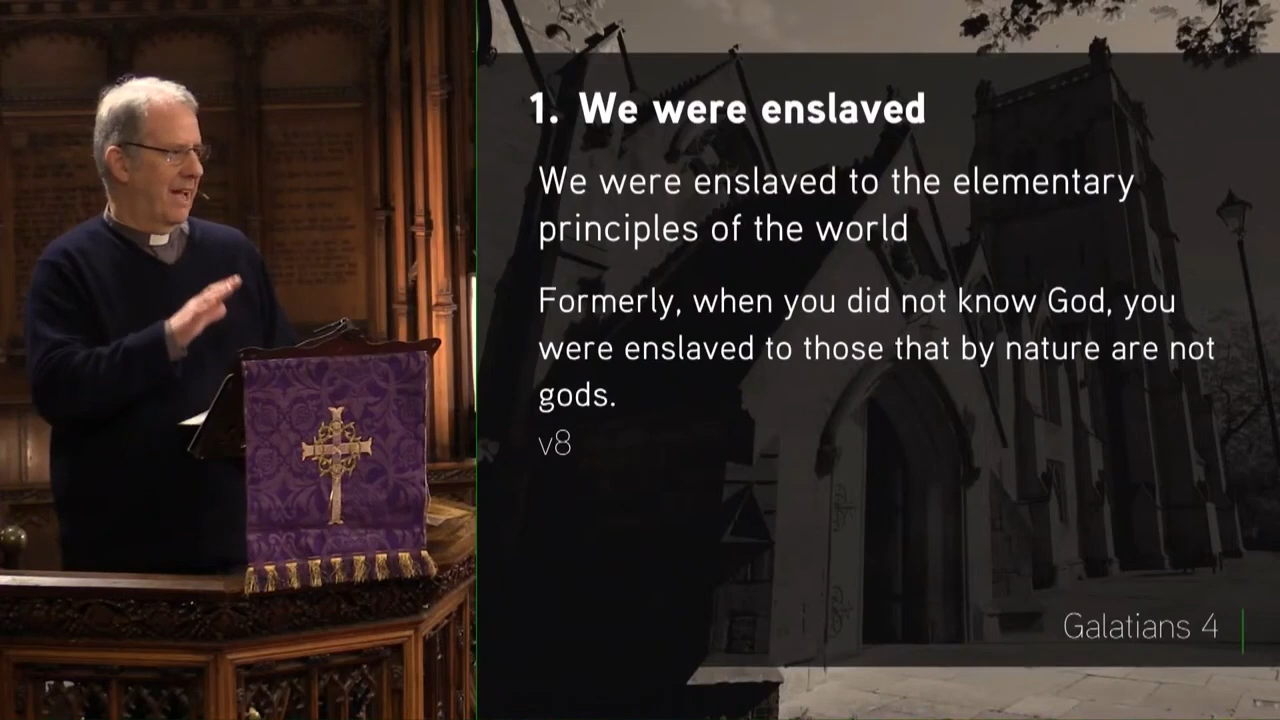 1. We were enslaved
We were enslaved to the elementary
principles of the world
Formerly, when you did not know God, you
were enslaved to those that by nature are not
gods.
v8
Galatians 4